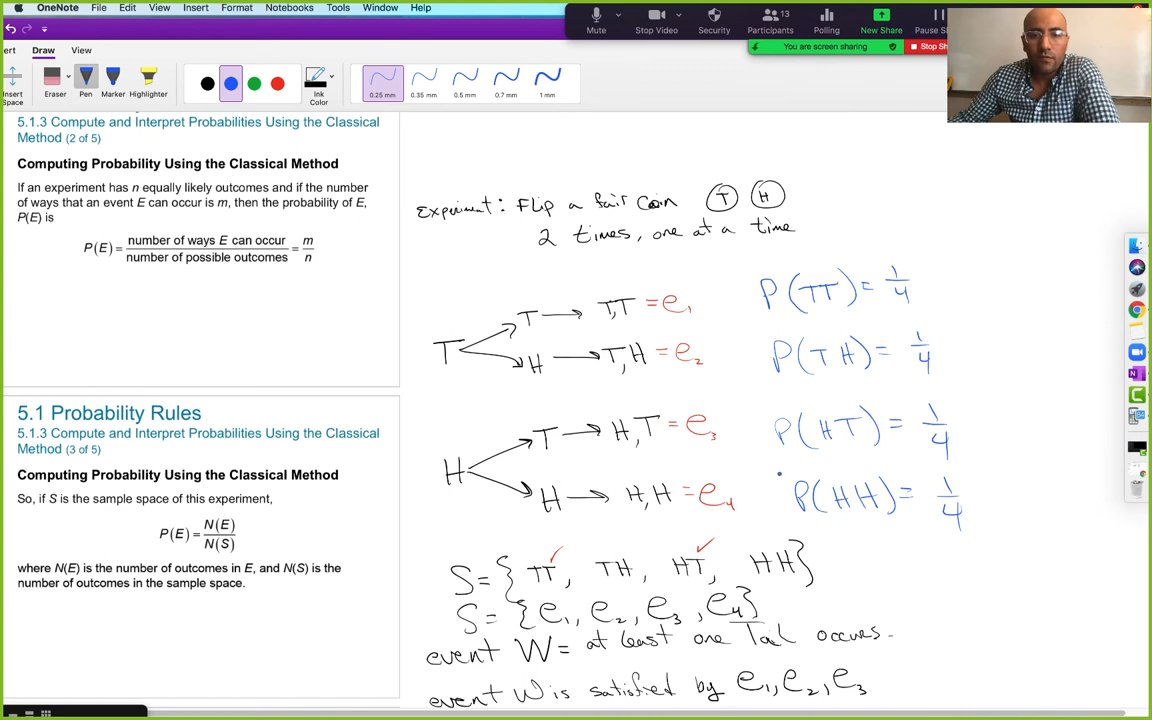 OneNote File Edit View Insert Format Notebooks Tools Window Help
Mute Stop Video Security Participants 13 Polling New Share Pause
You are screen sharing Stop
ert Draw View
Insert Space
Eraser Pen Marker Highlighter
Ink Color
0.25 mm 0.35 mm 0.5 mm 0.7 mm 1 mm
5.1.3 Compute and Interpret Probabilities Using the Classical
Method (2 of 5)
Computing Probability Using the Classical Method
If an experiment has n equally likely outcomes and if the number
of ways that an event E can occur is m, then the probability of E,
P(E) is
P(E) = number of ways E can occur / number of possible outcomes = m/n
5.1 Probability Rules
5.1.3 Compute and Interpret Probabilities Using the Classical
Method (3 of 5)
Computing Probability Using the Classical Method
So, if S is the sample space of this experiment,
P(E) = N(E)/N(S)
where N(E) is the number of outcomes in E, and N(S) is the
number of outcomes in the sample space.
Experiment: Flip a fair Coin T H
2 times, one at a time
T → T → T,T = e1 P(TT) = 1/4
H → T,H = e2 P(TH) = 1/4
H → T → H,T = e3 P(HT) = 1/4
H → H,H = e4 P(HH) = 1/4
S = { TT, TH, HT, HH}
S = {e1, e2, e3, e4}
event W = at least one Tail occurs.
event W is satisfied by e1, e2, e3